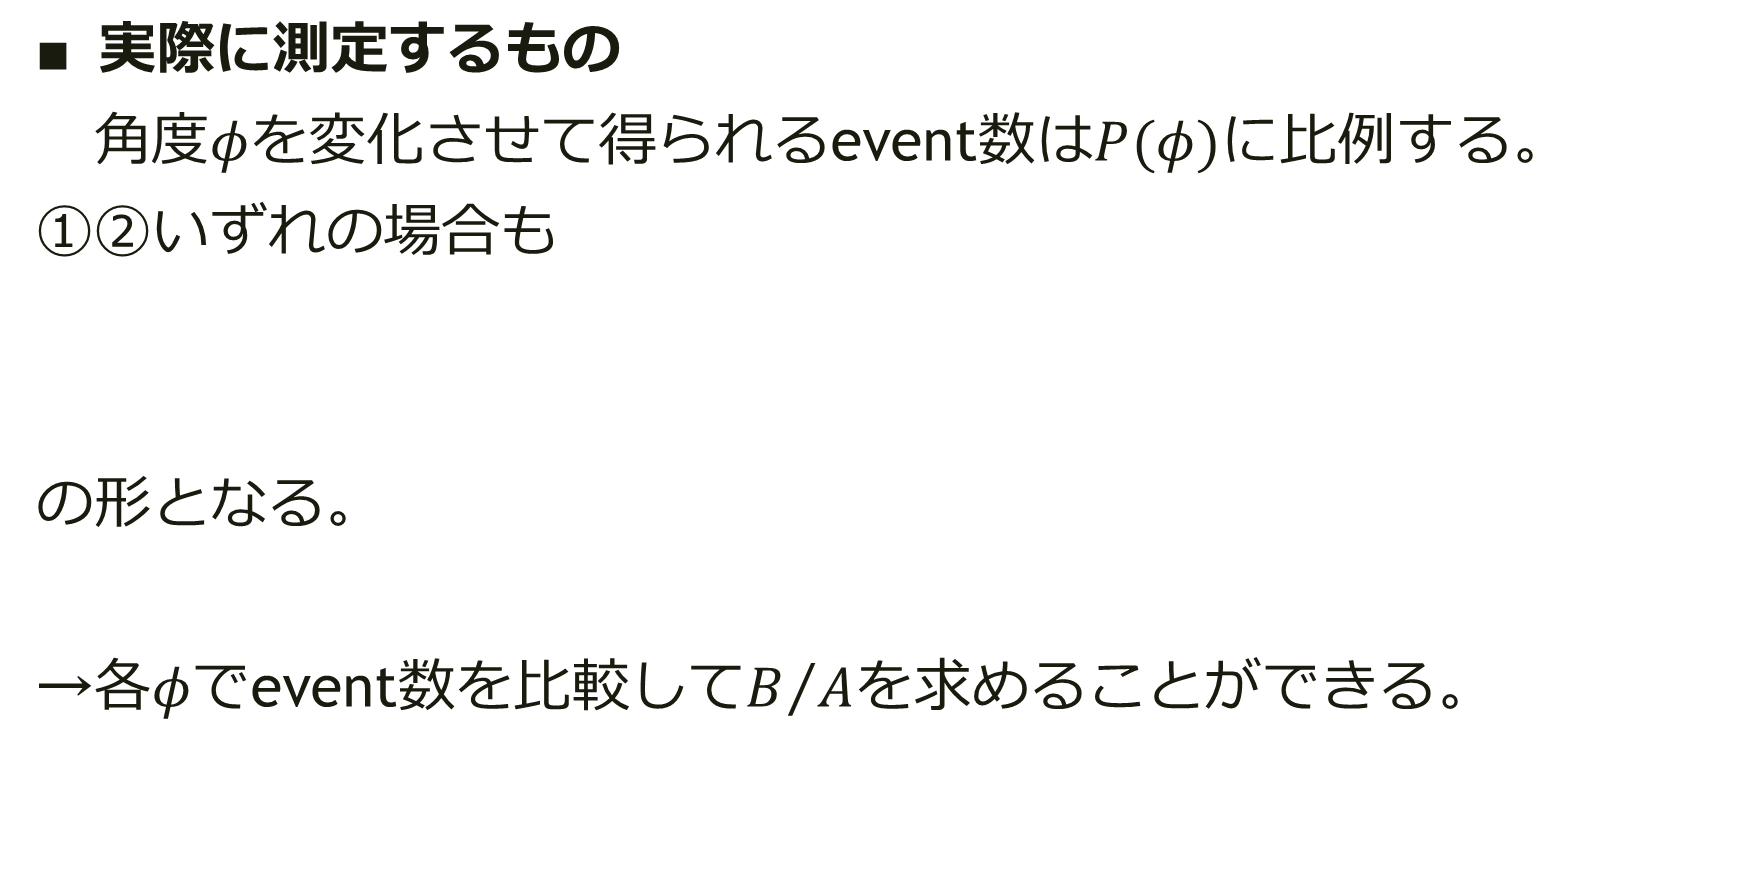 ■ 実際に測定するもの
角度𝜙を変化させて得られるevent数は𝑃(𝜙)に比例する。
①②いずれの場合も
の形となる。
→各𝜙でevent数を比較して𝐵/𝐴を求めることができる。